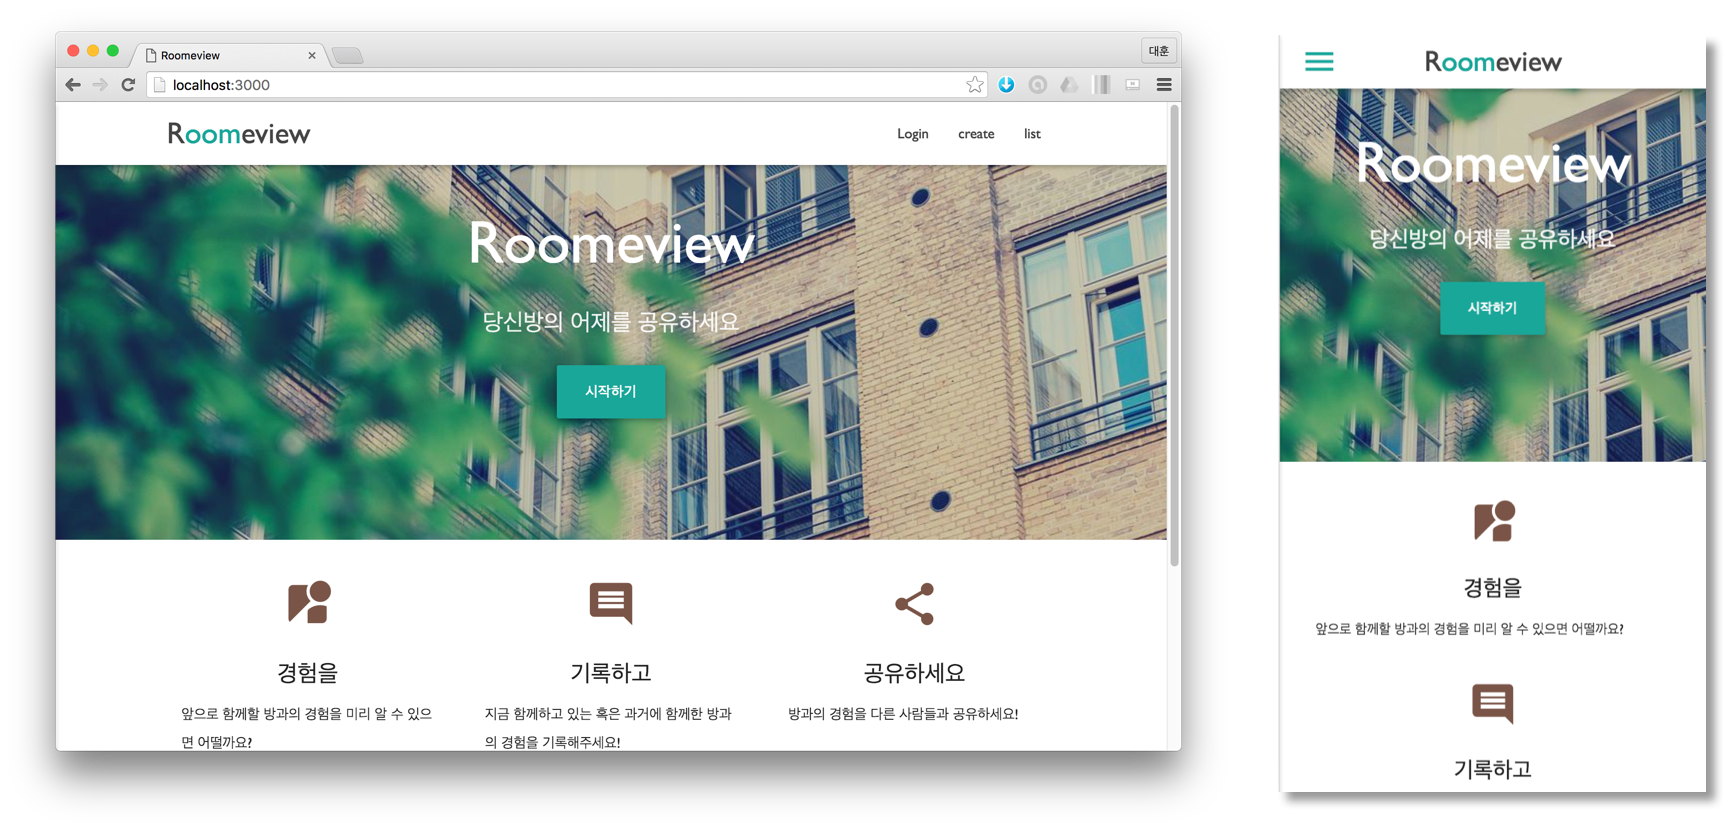 Roomeview
대훈
localhost:3000
Roomeview
Login
create
list
Roomeview
당신방의 어제를 공유하세요
시작하기
경험을
앞으로 함께할 방과의 경험을 미리 알 수 있으
면 어떨까요?
기록하고
지금 함께하고 있는 혹은 과거에 함께한 방과
의 경험을 기록해주세요!
공유하세요
방과의 경험을 다른 사람들과 공유하세요!
Roomeview
Roomeview
당신방의 어제를 공유하세요
시작하기
경험을
앞으로 함께할 방과의 경험을 미리 알 수 있으면 어떨까요?
기록하고